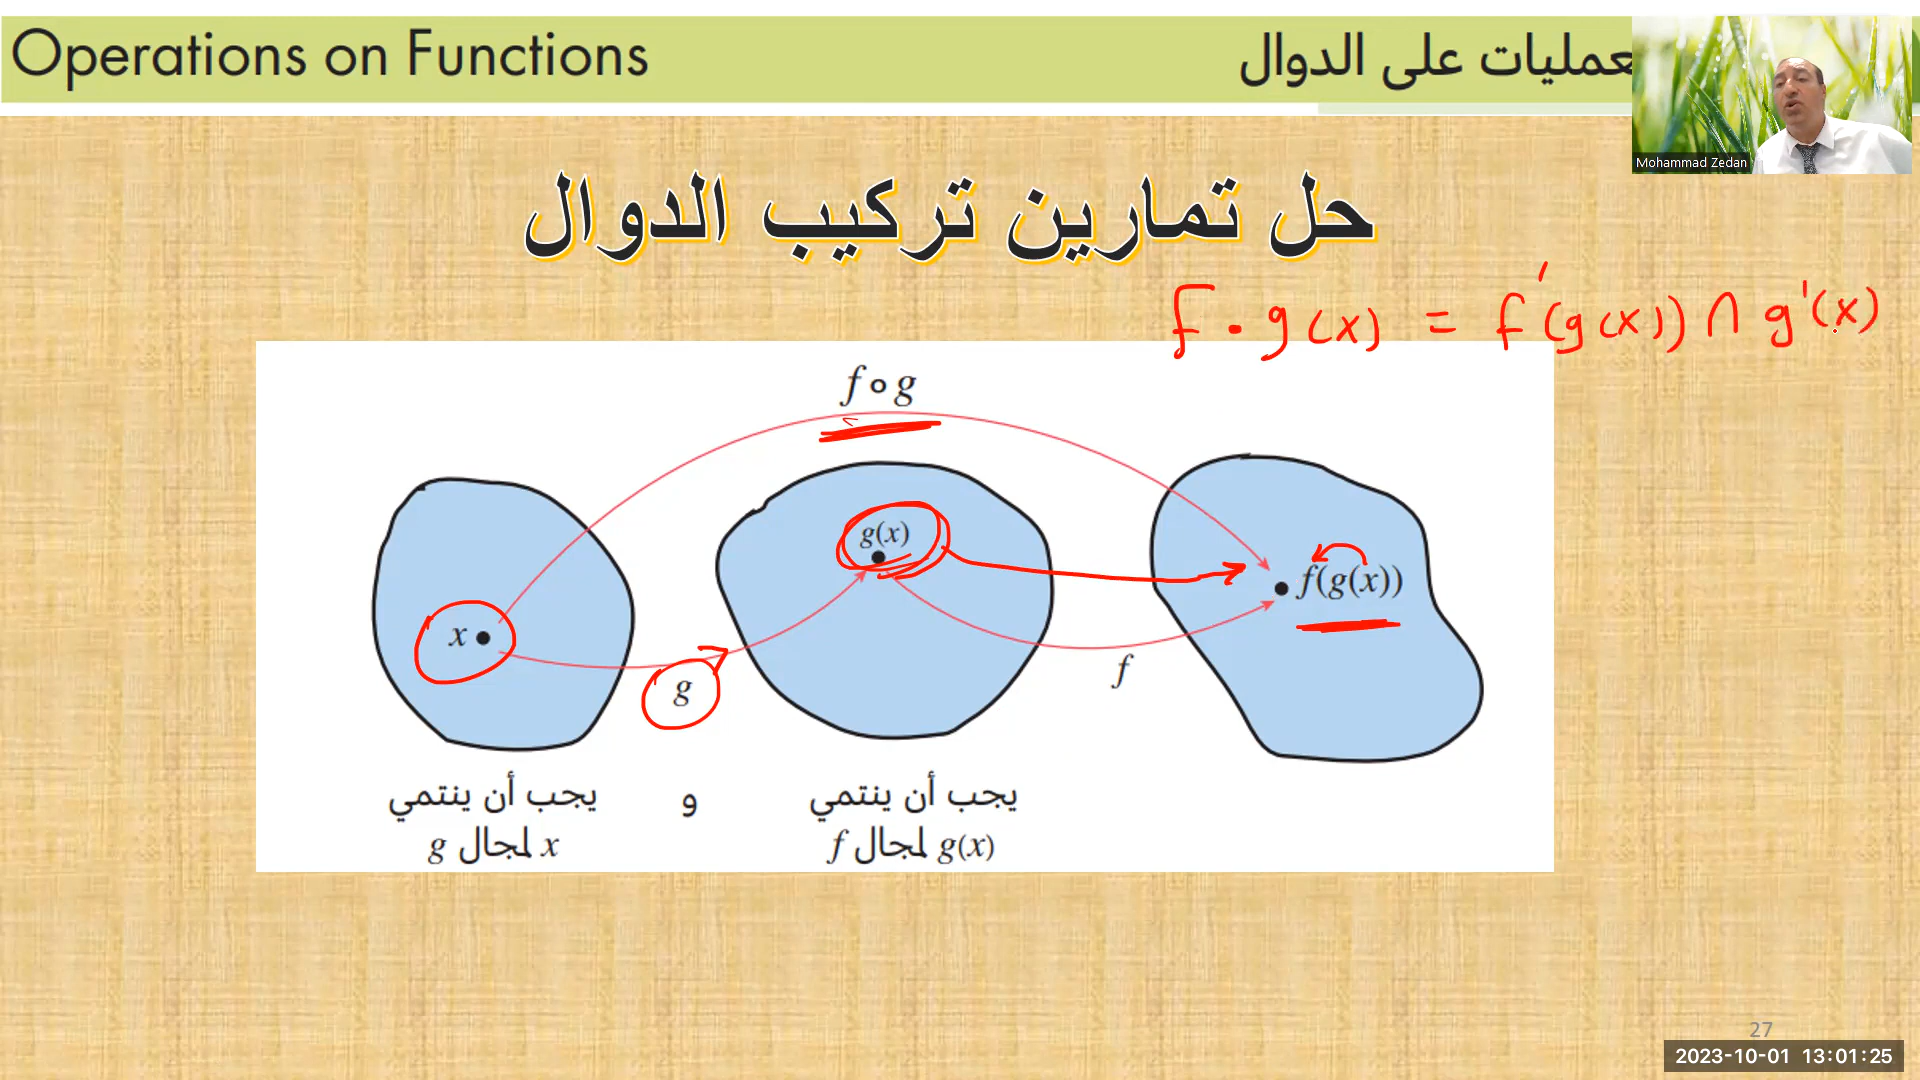 Operations on Functions
عمليات على الدوال
Mohammad Zedan
حل تمارين تركيب الدوال
f . g (x) = f'(g(x)) ∩ g'(x)
f ∘ g
g(x)
f(g(x))
x
g
f
يجب أن ينتمي و يجب أن ينتمي
x لمجال g
g(x) لمجال f
27
2023-10-01 13:01:25